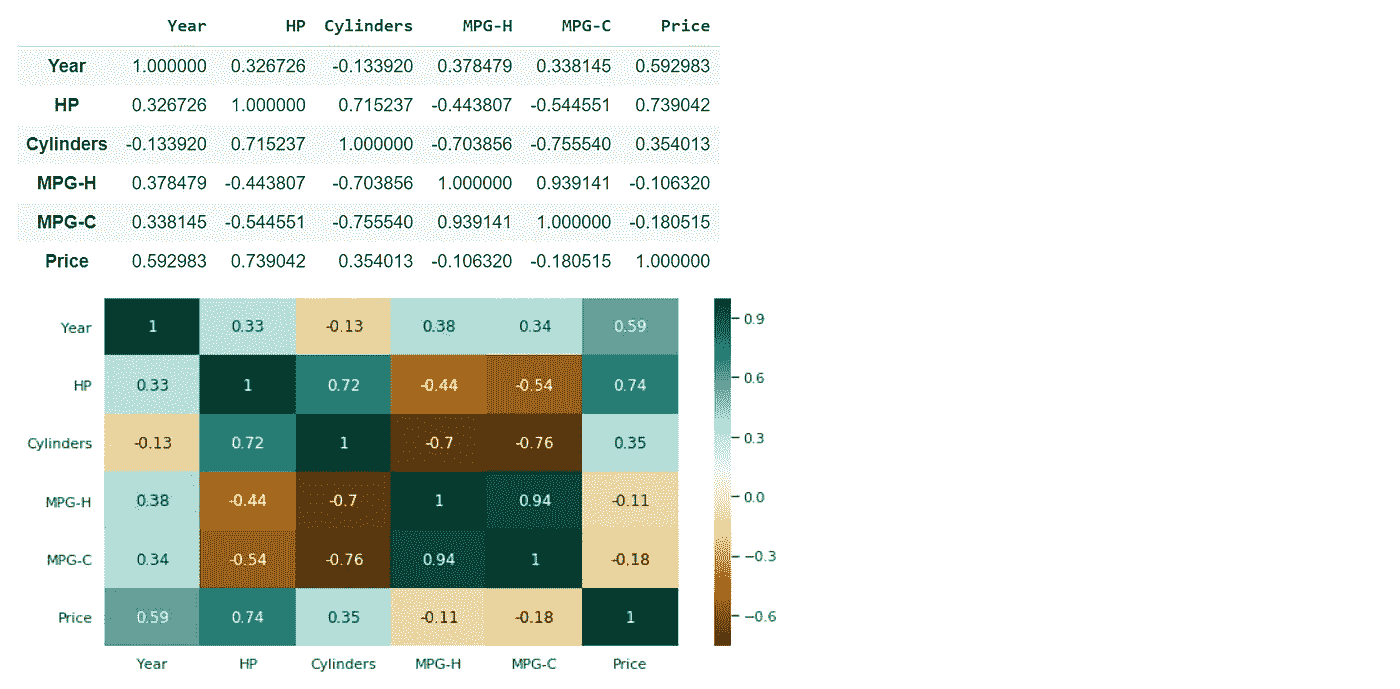 Year HP Cylinders MPG-H MPG-C Price
Year 1.000000 0.326726 -0.133920 0.378479 0.338145 0.592983
HP 0.326726 1.000000 0.715237 -0.443807 -0.544551 0.739042
Cylinders -0.133920 0.715237 1.000000 -0.703856 -0.755540 0.354013
MPG-H 0.378479 -0.443807 -0.703856 1.000000 0.939141 -0.106320
MPG-C 0.338145 -0.544551 -0.755540 0.939141 1.000000 -0.180515
Price 0.592983 0.739042 0.354013 -0.106320 -0.180515 1.000000
Year 1 0.33 -0.13 0.38 0.34 0.59 0.9
HP 0.33 1 0.72 -0.44 -0.54 0.74 0.6
Cylinders -0.13 0.72 1 -0.7 -0.76 0.35 0.3
MPG-H 0.38 -0.44 -0.7 1 0.94 -0.11 0.0
MPG-C 0.34 -0.54 -0.76 0.94 1 -0.18 −0.3
Price 0.59 0.74 0.35 -0.11 -0.18 1 −0.6
Year HP Cylinders MPG-H MPG-C Price